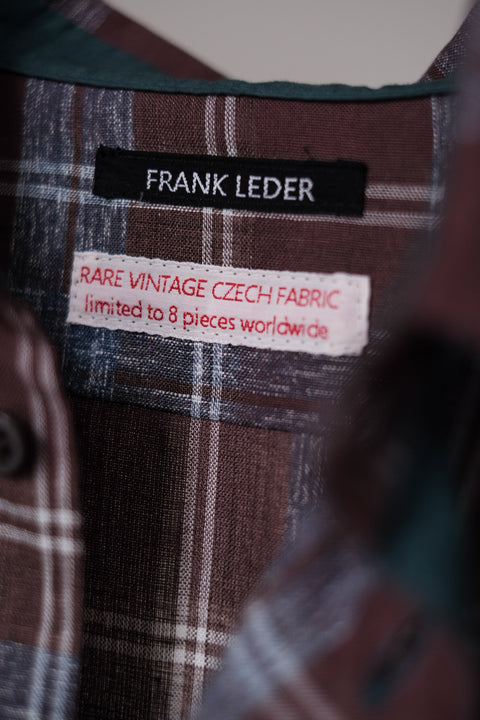 FRANK LEDER
RARE VINTAGE CZECH FABRIC
limited to 8 pieces worldwide